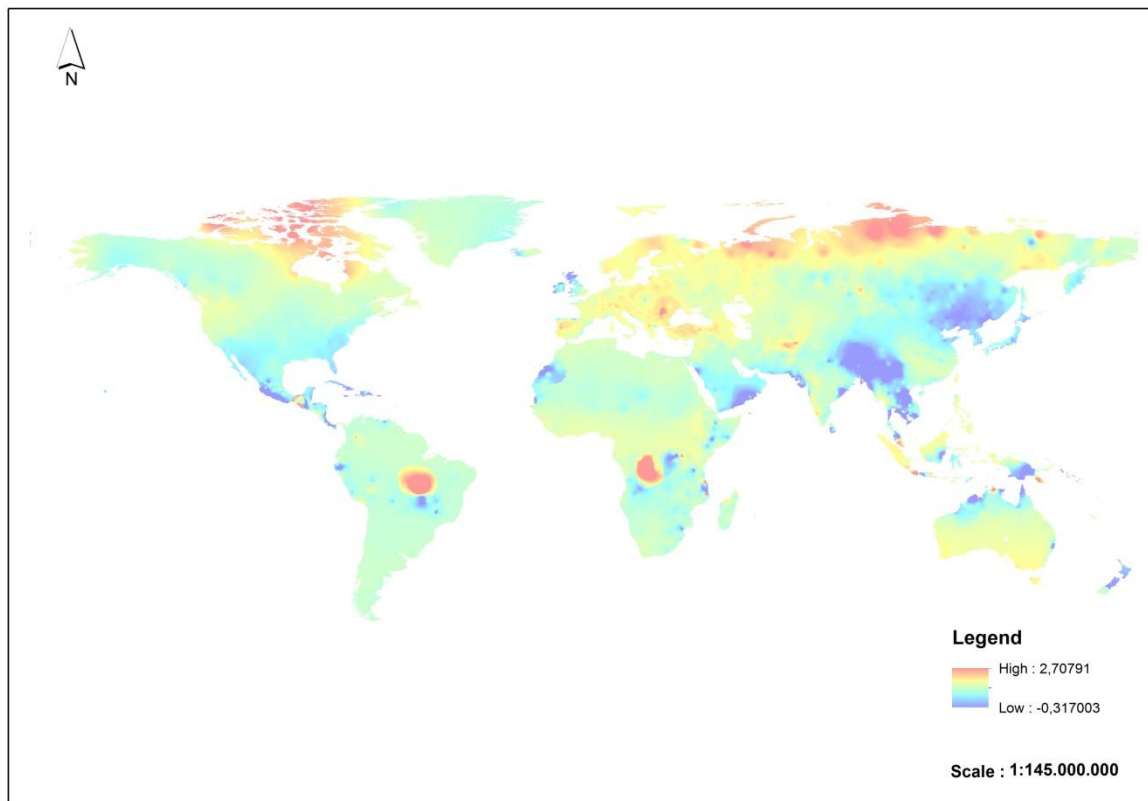 N
Legend
High : 2,70791
Low : -0,317003
Scale : 1:145.000.000